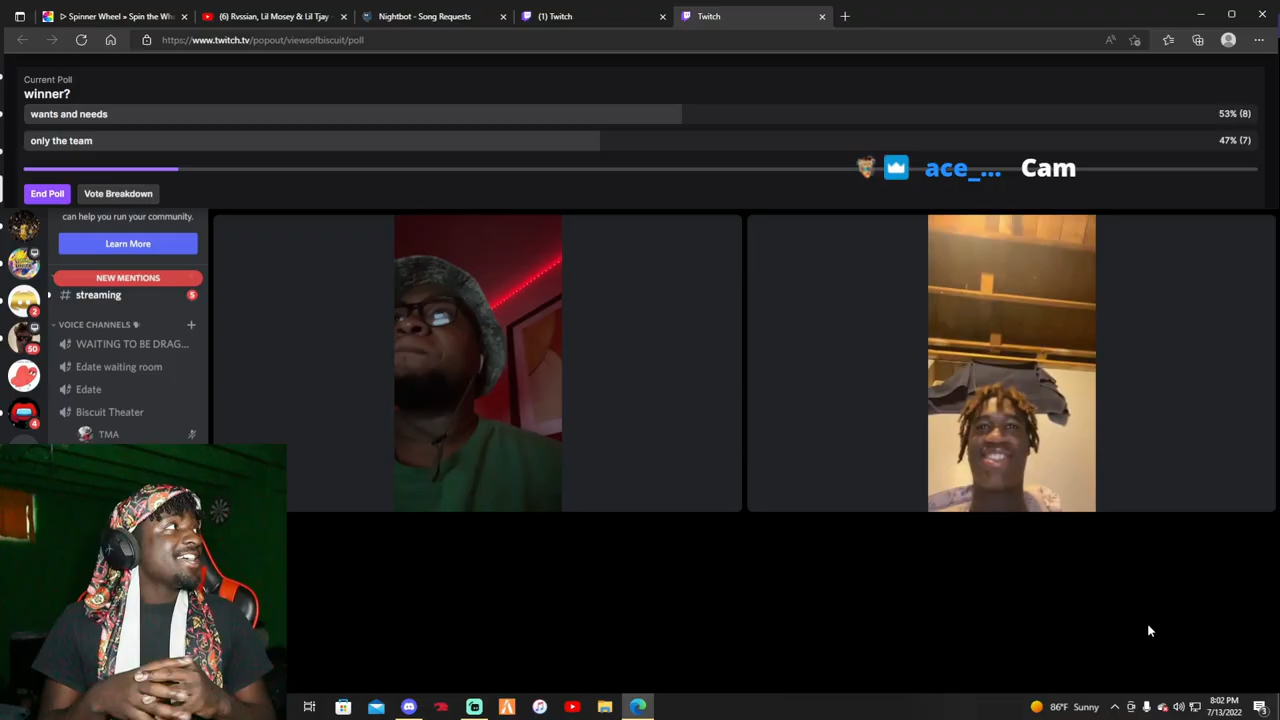 ▷ Spinner Wheel » Spin the Wh
(6) Rvssian, Lil Mosey & Lil Tjay -
Nightbot - Song Requests
(1) Twitch
Twitch
https://www.twitch.tv/popout/viewsofbiscuit/poll
Current Poll
winner?
wants and needs
53% (8)
only the team
47% (7)
ace_... Cam
End Poll
Vote Breakdown
can help you run your community.
Learn More
NEW MENTIONS
# streaming
5
VOICE CHANNELS
WAITING TO BE DRAG...
2
50
Edate waiting room
Edate
Biscuit Theater
4
TMA
86°F Sunny
8:02 PM
7/13/2022
3